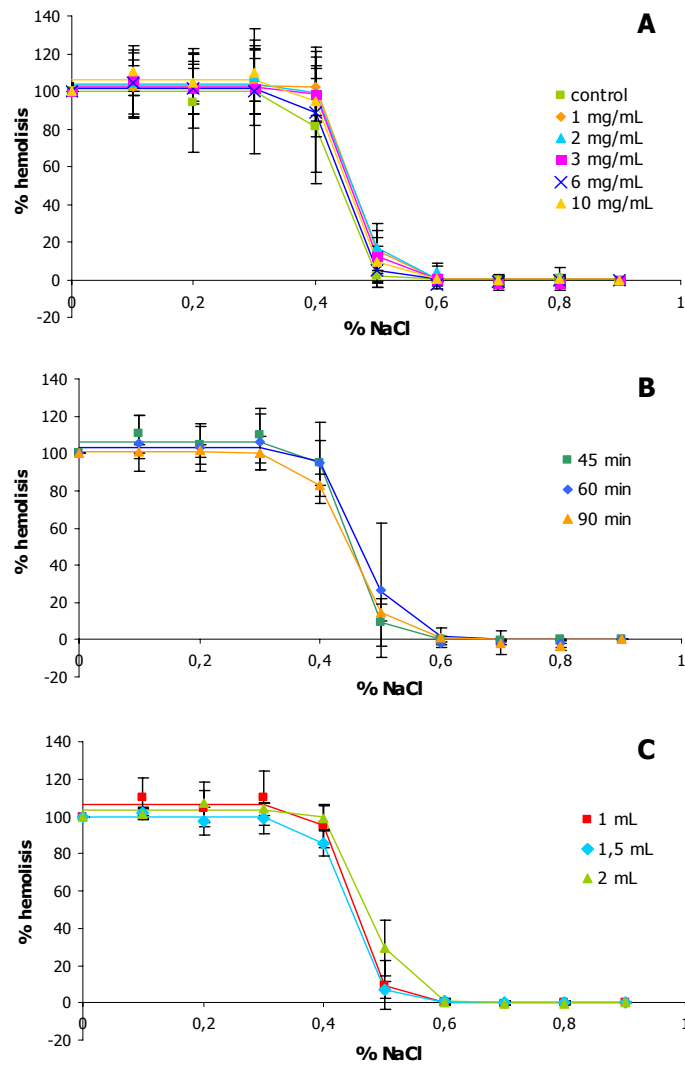 A
140
120
100
80
60
40
20
0
-20
% hemolisis
0
0,2
0,4
0,6
0,8
1
% NaCl
control
1 mg/mL
2 mg/mL
3 mg/mL
6 mg/mL
10 mg/mL
B
140
120
100
80
60
40
20
0
-20
% hemolisis
0
0,2
0,4
0,6
0,8
1
% NaCl
45 min
60 min
90 min
C
140
120
100
80
60
40
20
0
-20
% hemolisis
0
0,2
0,4
0,6
0,8
1
% NaCl
1 mL
1,5 mL
2 mL